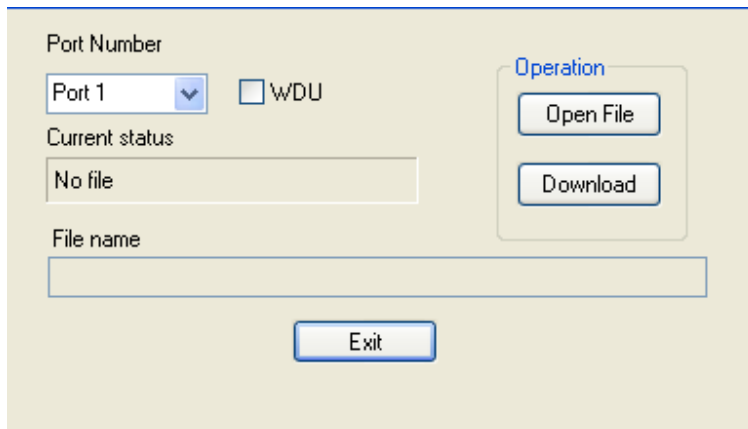 Port Number
Port 1
WDU
Current status
No file
File name
Operation
Open File
Download
Exit